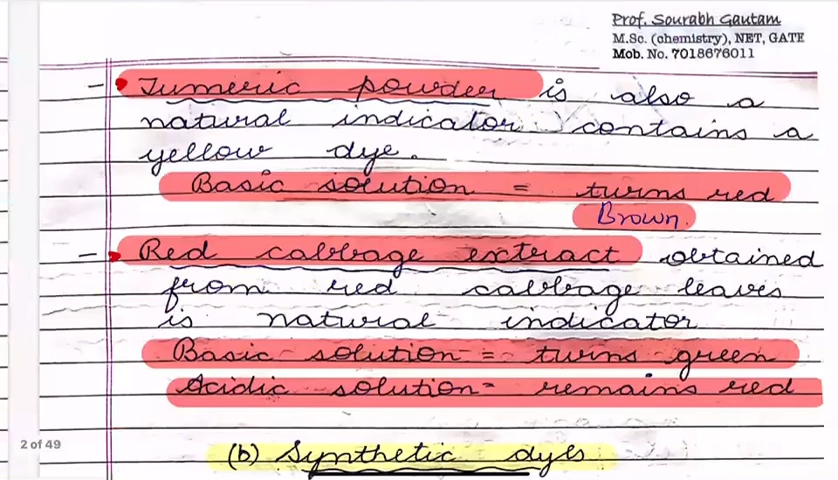 Prof. Sourabh Gautam
M.Sc. (chemistry), NET, GATE
Mob. No. 7018676011
- Tumeric powder is also a
natural indicator contains a
yellow dye.
Basic solution = turns red
Brown.
- Red cabbage extract obtained
from red cabbage leaves
is natural indicator
Basic solution = turns green
Acidic solution = remains red
2 of 49
(b) Synthetic dyes